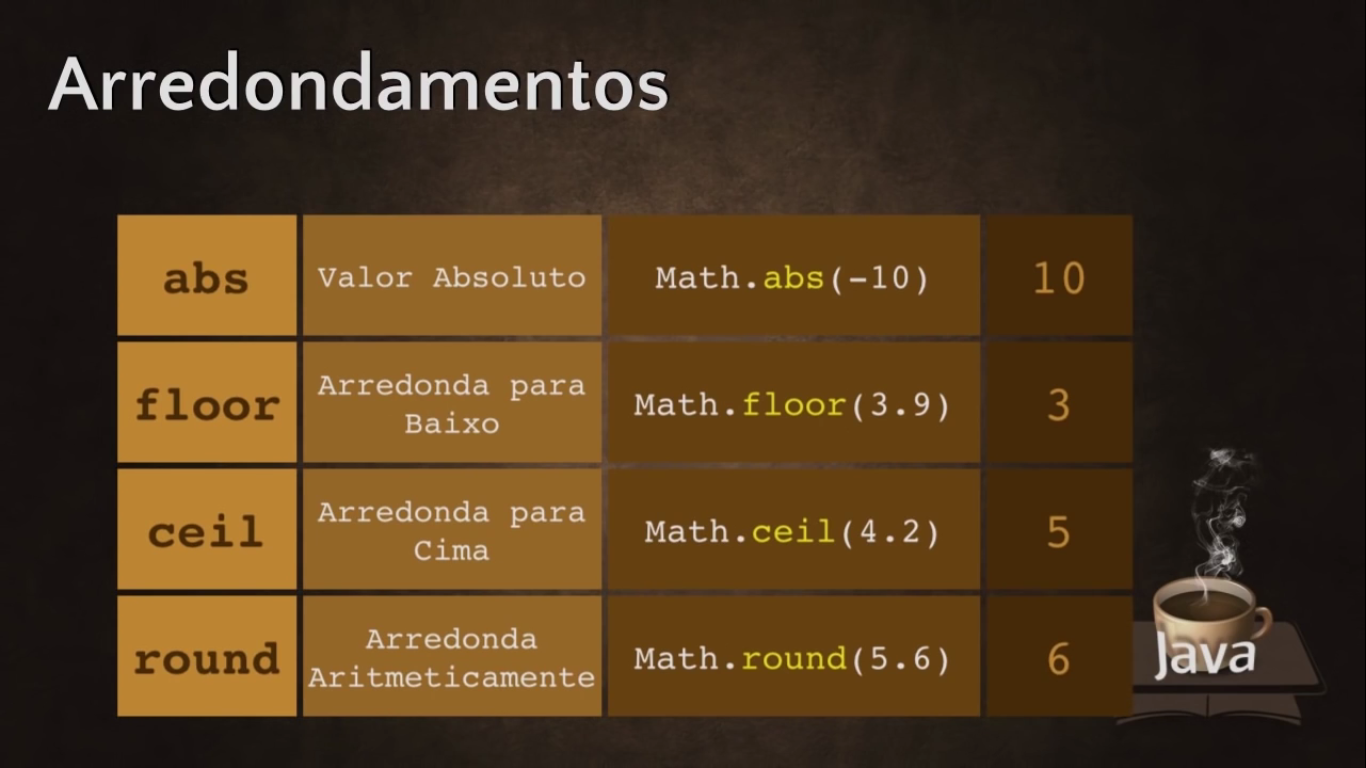 Arredondamentos
abs
Valor Absoluto
Math.abs(-10)
10
floor
Arredonda para
Baixo
Math.floor(3.9)
3
ceil
Arredonda para
Cima
Math.ceil(4.2)
5
round
Arredonda
Aritmeticamente
Math.round(5.6)
6
Java